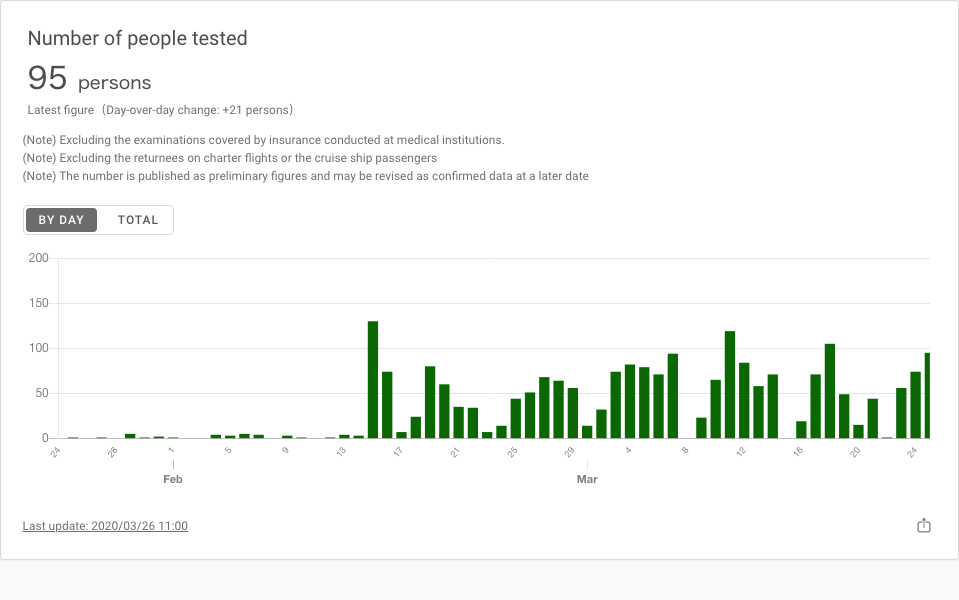 Number of people tested
95 persons
Latest figure（Day-over-day change: +21 persons）
(Note) Excluding the examinations covered by insurance conducted at medical institutions.
(Note) Excluding the returnees on charter flights or the cruise ship passengers
(Note) The number is published as preliminary figures and may be revised as confirmed data at a later date
BY DAY TOTAL
200
150
100
50
0
24 28 1 5 9 13 17 21 25 29 4 8 12 16 20 24
Feb Mar
Last update: 2020/03/26 11:00